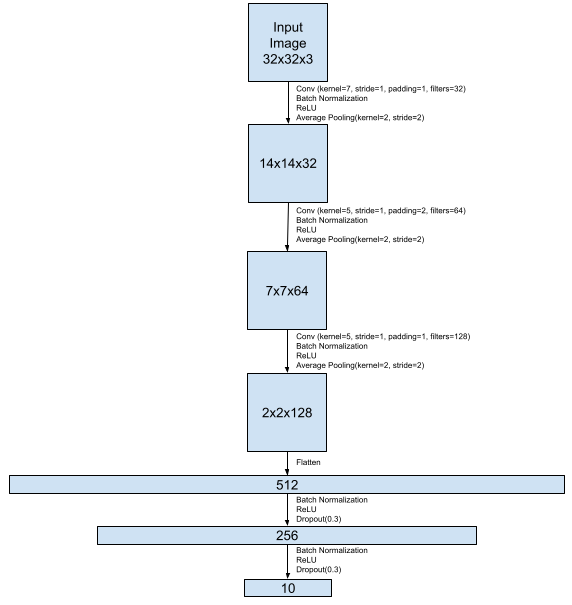 Input
Image
32x32x3
Conv (kernel=7, stride=1, padding=1, filters=32)
Batch Normalization
ReLU
Average Pooling(kernel=2, stride=2)
14x14x32
Conv (kernel=5, stride=1, padding=2, filters=64)
Batch Normalization
ReLU
Average Pooling(kernel=2, stride=2)
7x7x64
Conv (kernel=5, stride=1, padding=1, filters=128)
Batch Normalization
ReLU
Average Pooling(kernel=2, stride=2)
2x2x128
Flatten
512
Batch Normalization
ReLU
Dropout(0.3)
256
Batch Normalization
ReLU
Dropout(0.3)
10